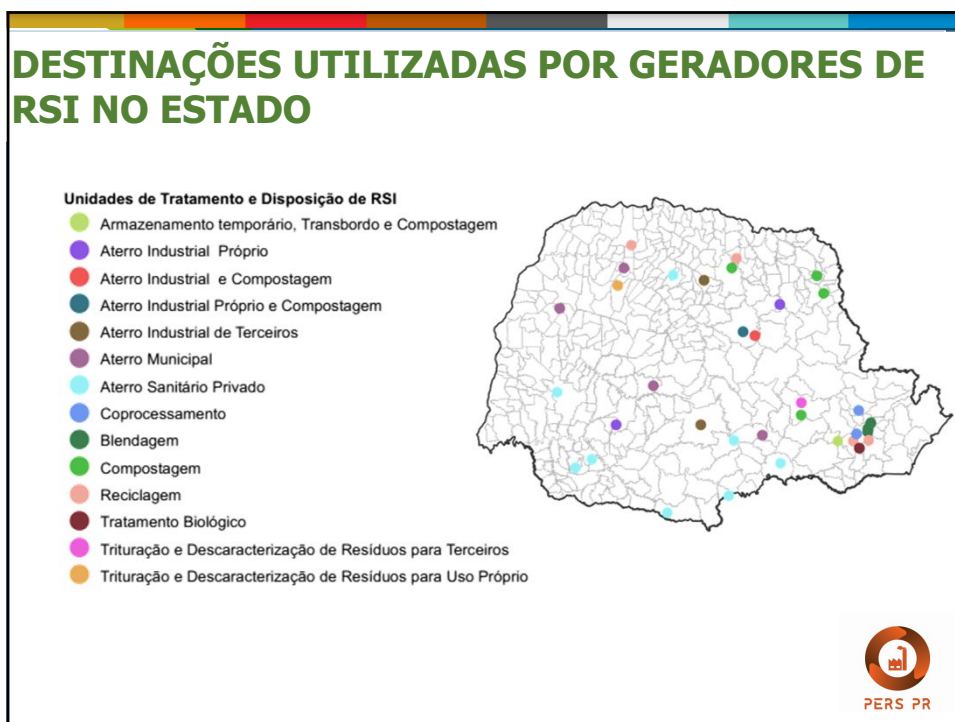 DESTINAÇÕES UTILIZADAS POR GERADORES DE
RSI NO ESTADO
Unidades de Tratamento e Disposição de RSI
Armazenamento temporário, Transbordo e Compostagem
Aterro Industrial Próprio
Aterro Industrial e Compostagem
Aterro Industrial Próprio e Compostagem
Aterro Industrial de Terceiros
Aterro Municipal
Aterro Sanitário Privado
Coprocessamento
Blendagem
Compostagem
Reciclagem
Tratamento Biológico
Trituração e Descaracterização de Resíduos para Terceiros
Trituração e Descaracterização de Resíduos para Uso Próprio
PERS PR